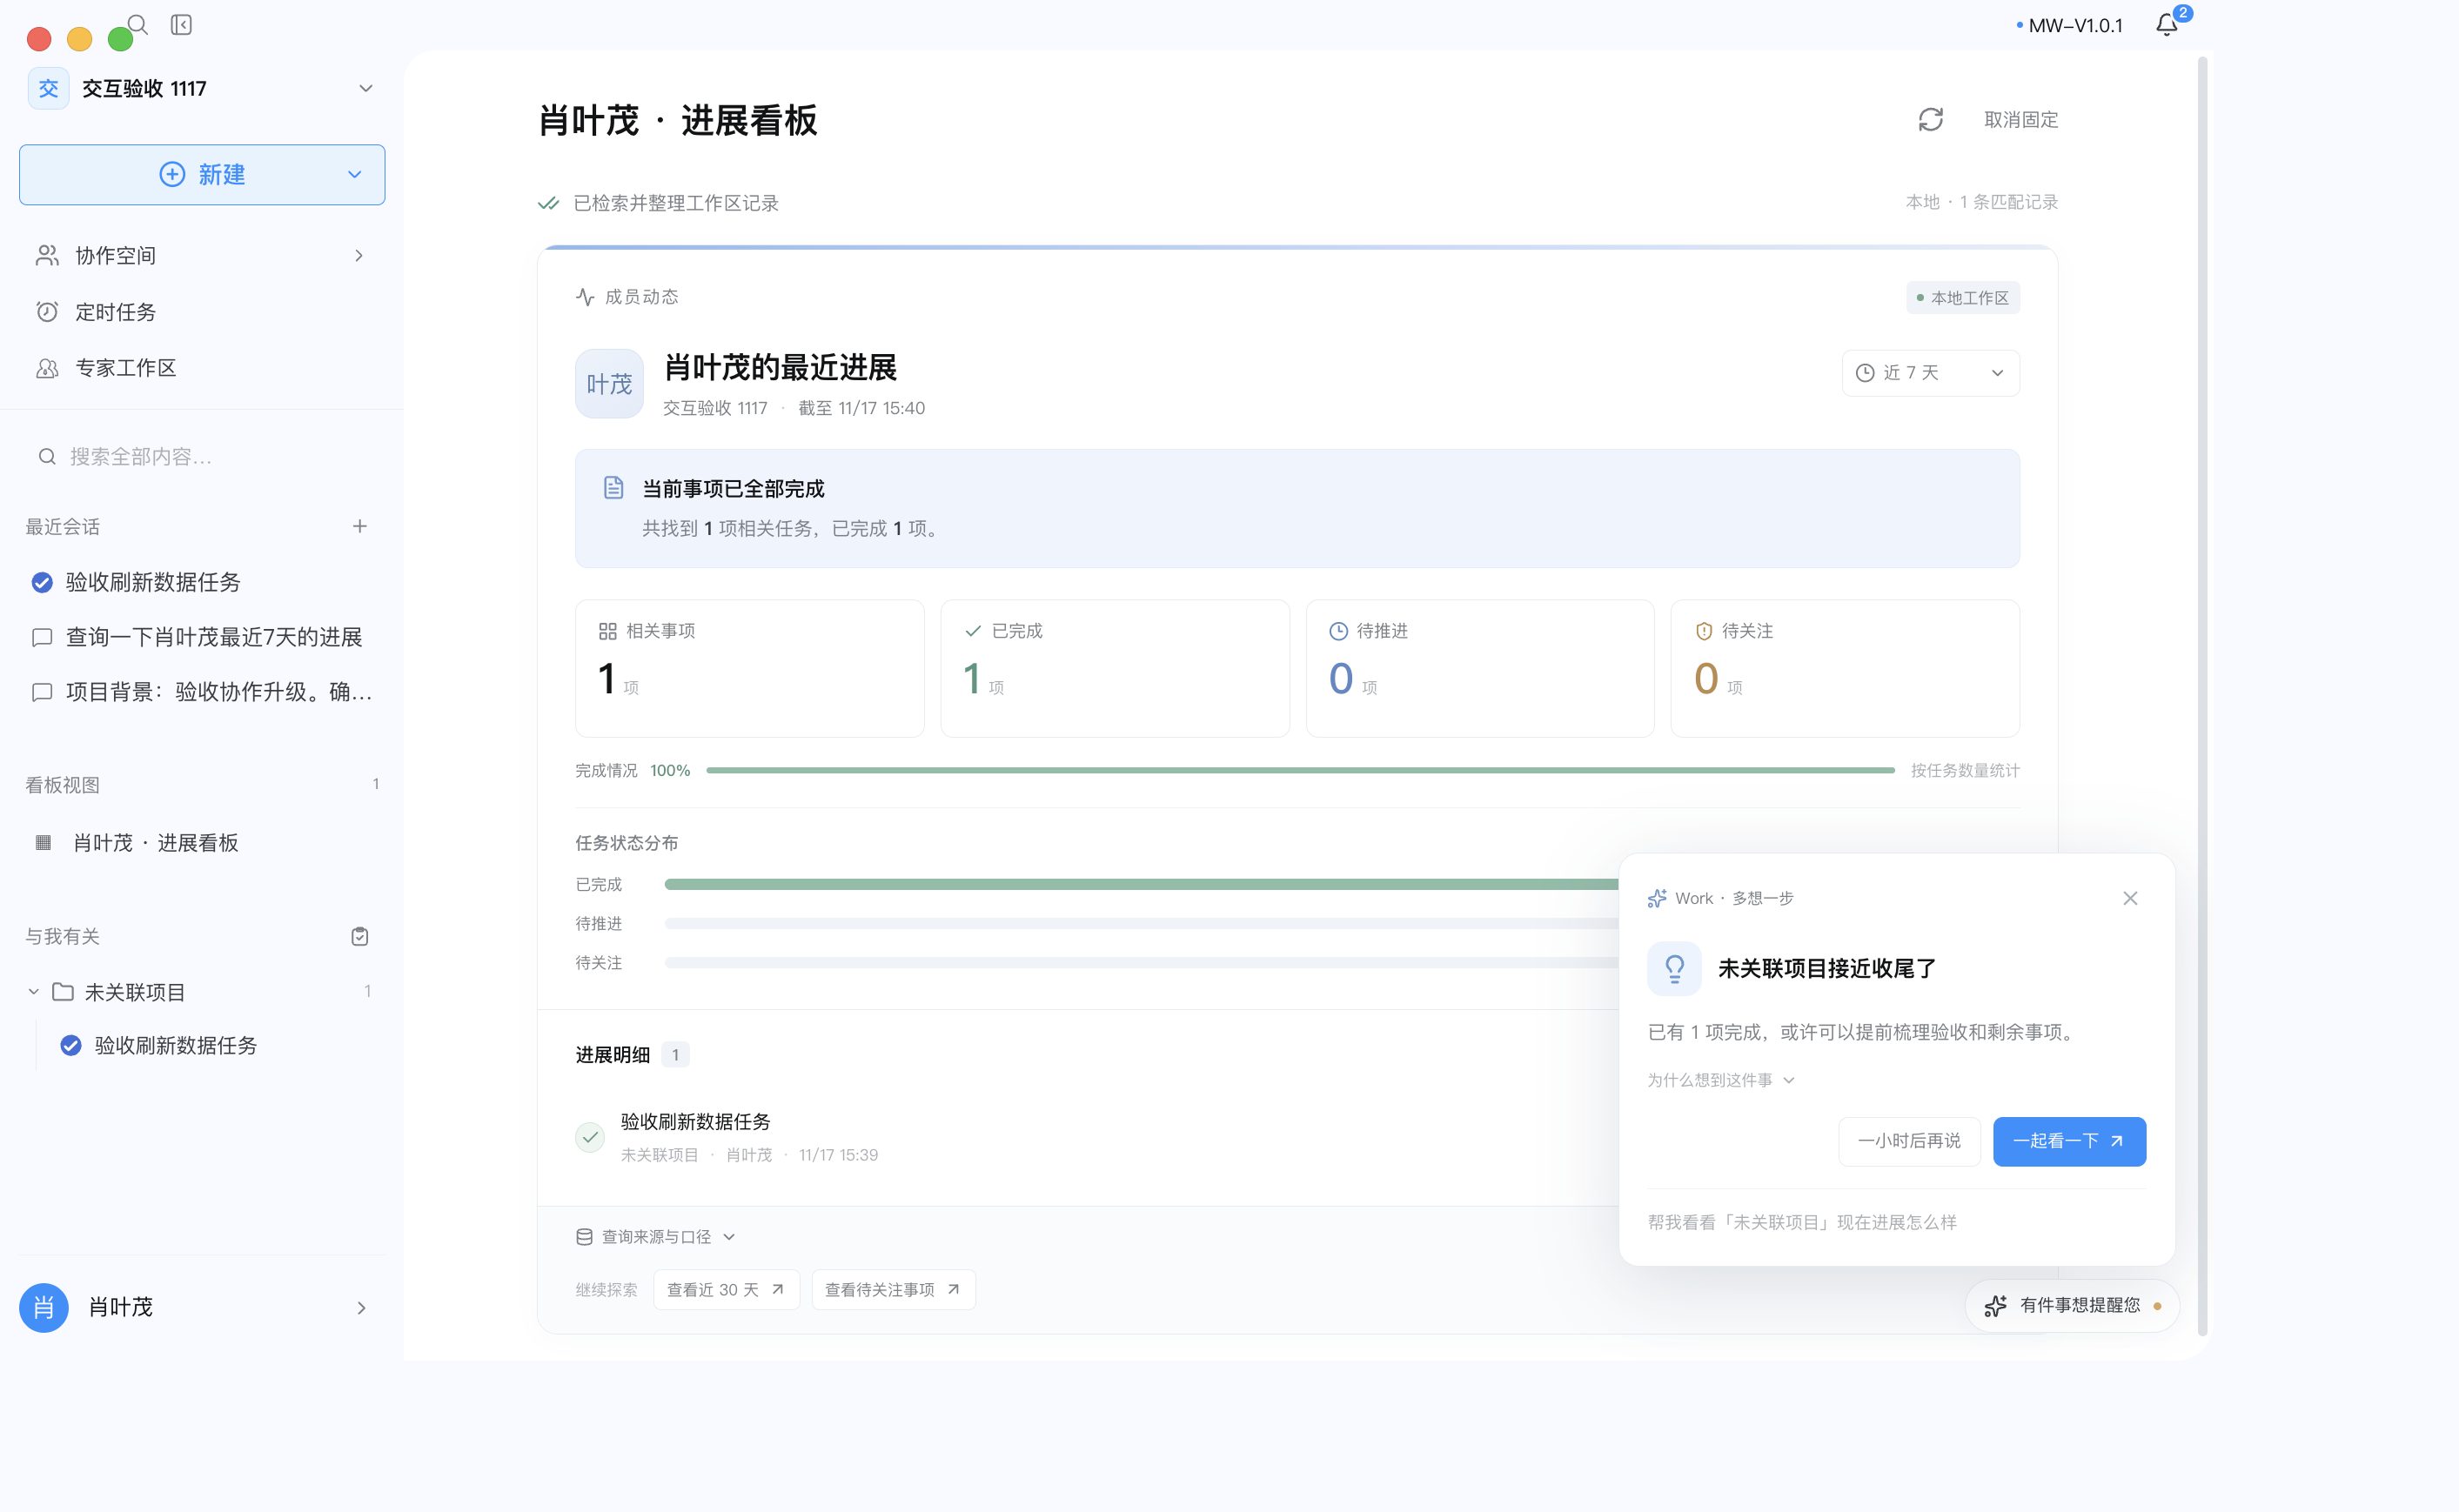 MW-V1.0.1
2
交 交互验收 1117
新建
协作空间
定时任务
专家工作区
搜索全部内容...
最近会话
验收刷新数据任务
查询一下肖叶茂最近7天的进展
项目背景：验收协作升级。确...
看板视图 1
肖叶茂 · 进展看板
与我有关
未关联项目 1
验收刷新数据任务
肖 肖叶茂
肖叶茂 · 进展看板
取消固定
已检索并整理工作区记录
本地 · 1 条匹配记录
成员动态
本地工作区
叶茂
肖叶茂的最近进展
交互验收 1117 · 截至 11/17 15:40
近 7 天
当前事项已全部完成
共找到 1 项相关任务，已完成 1 项。
相关事项
1 项
已完成
1 项
待推进
0 项
待关注
0 项
完成情况 100% 按任务数量统计
任务状态分布
已完成
待推进
待关注
进展明细 1
验收刷新数据任务
未关联项目 · 肖叶茂 · 11/17 15:39
查询来源与口径
继续探索 查看近 30 天 查看待关注事项
Work · 多想一步
未关联项目接近收尾了
已有 1 项完成，或许可以提前梳理验收和剩余事项。
为什么想到这件事
一小时后再说 一起看一下
帮我看看「未关联项目」现在进展怎么样
有件事想提醒您